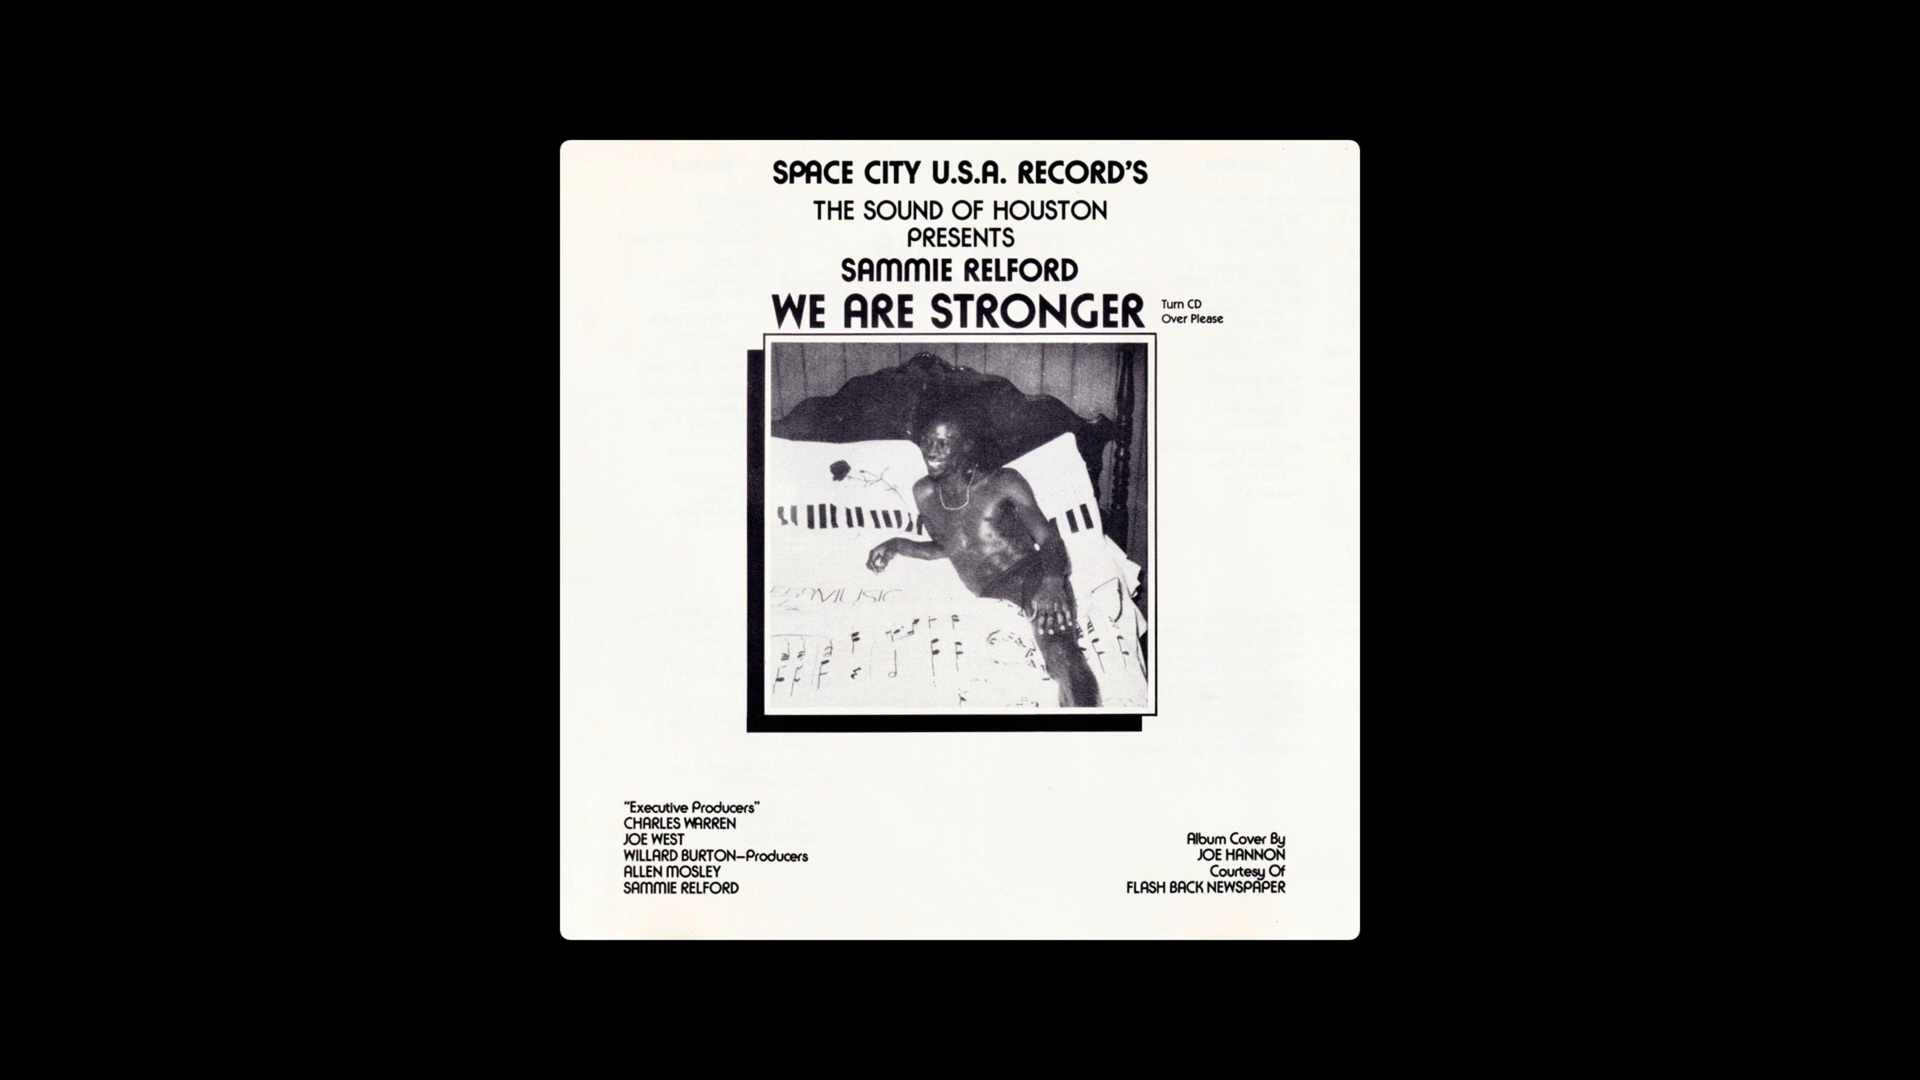 SPACE CITY U.S.A. RECORD'S
THE SOUND OF HOUSTON
PRESENTS
SAMMIE RELFORD
WE ARE STRONGER
Turn CD
Over Please
MUSIC
"Executive Producers"
CHARLES WARREN
JOE WEST
WILLARD BURTON—Producers
ALLEN MOSLEY
SAMMIE RELFORD
Album Cover By
JOE HANNON
Courtesy Of
FLASH BACK NEWSPAPER